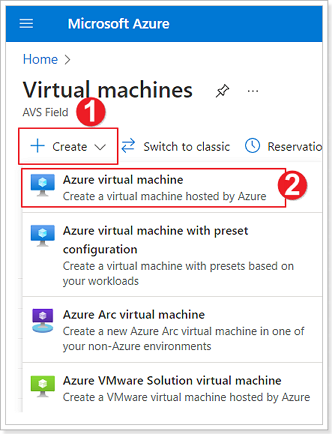 Microsoft Azure
Home >
Virtual machines ...
AVS Field
1
+ Create Switch to classic Reservatio
Azure virtual machine
Create a virtual machine hosted by Azure
2
Azure virtual machine with preset
configuration
Create a virtual machine with presets based on
your workloads
Azure Arc virtual machine
Create a new Azure Arc virtual machine in one of
your non-Azure environments
Azure VMware Solution virtual machine
Create a VMware virtual machine hosted by Azure